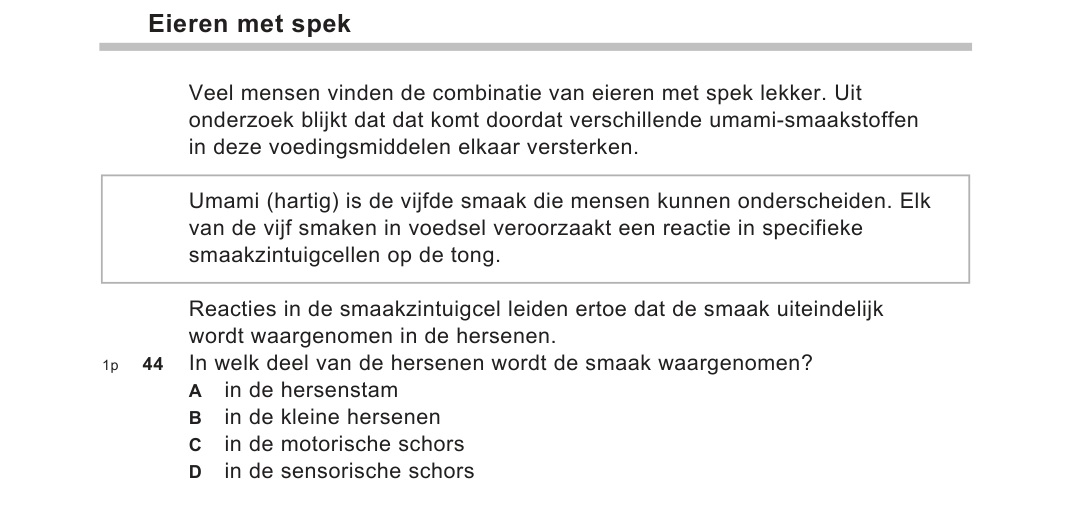 Eieren met spek
Veel mensen vinden de combinatie van eieren met spek lekker. Uit
onderzoek blijkt dat dat komt doordat verschillende umami-smaakstoffen
in deze voedingsmiddelen elkaar versterken.
Umami (hartig) is de vijfde smaak die mensen kunnen onderscheiden. Elk
van de vijf smaken in voedsel veroorzaakt een reactie in specifieke
smaakzintuigcellen op de tong.
Reacties in de smaakzintuigcel leiden ertoe dat de smaak uiteindelijk
wordt waargenomen in de hersenen.
1p 44 In welk deel van de hersenen wordt de smaak waargenomen?
A in de hersenstam
B in de kleine hersenen
C in de motorische schors
D in de sensorische schors